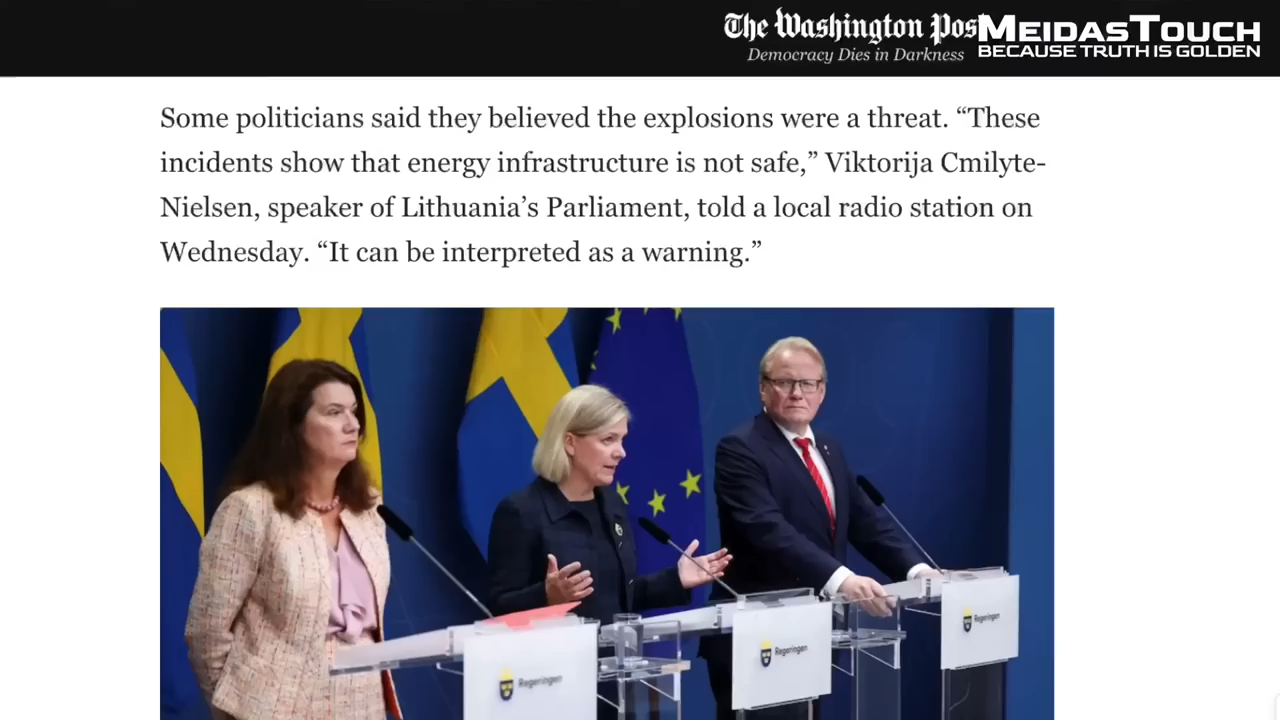 The Washington Pos
Democracy Dies in Darkness
MEIDASTOUCH
BECAUSE TRUTH IS GOLDEN
Some politicians said they believed the explosions were a threat. “These
incidents show that energy infrastructure is not safe,” Viktorija Cmilyte-
Nielsen, speaker of Lithuania’s Parliament, told a local radio station on
Wednesday. “It can be interpreted as a warning.”
Regeringen
Regeringen
Regeringen